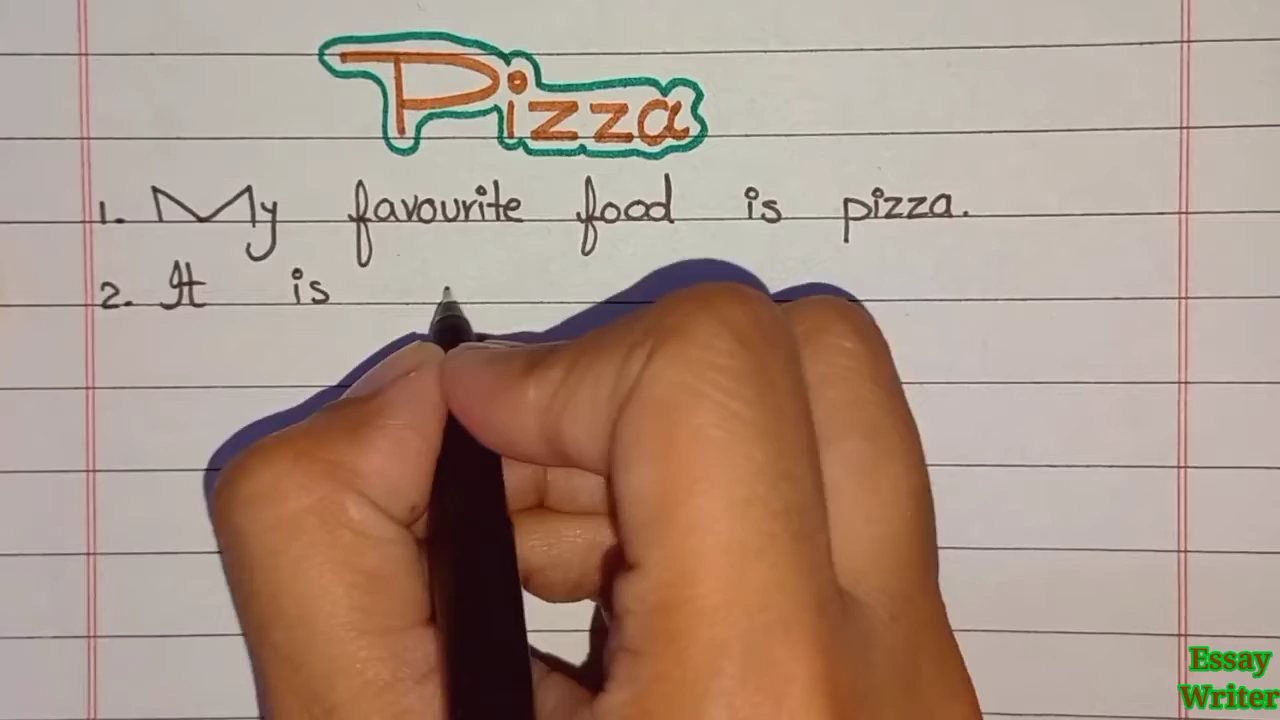 Pizza
1. My favourite food is pizza.
2. It is
Essay
Writer